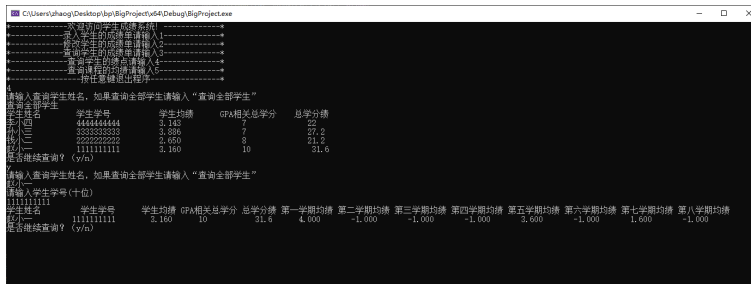 C:\Users\zhaog\Desktop\bp\BigProject\x64\Debug\BigProject.exe
*-------------欢迎访问学生成绩系统! -------------*
*------------录入学生的成绩单请输入1-------------*
*------------修改学生的成绩单请输入2-------------*
*------------查询学生的成绩单请输入3-------------*
*-------------查询学生的绩点请输入4--------------*
*-------------查询课程的均绩请输入5--------------*
*----------------按任意键退出程序----------------*
4
请输入查询学生姓名, 如果查询全部学生请输入“查询全部学生”
查询全部学生
学生姓名 学生学号 学生均绩 GPA相关总学分 总学分绩
李小四 4444444444 3.143 7 22
孙小三 3333333333 3.886 7 27.2
钱小二 2222222222 2.650 8 21.2
赵小一 1111111111 3.160 10 31.6
是否继续查询? (y/n)
y
请输入查询学生姓名, 如果查询全部学生请输入“查询全部学生”
赵小一
请输入学生学号(十位)
1111111111
学生姓名 学生学号 学生均绩 GPA相关总学分 总学分绩 第一学期均绩 第二学期均绩 第三学期均绩 第四学期均绩 第五学期均绩 第六学期均绩 第七学期均绩 第八学期均绩
赵小一 1111111111 3.160 10 31.6 4.000 -1.000 -1.000 -1.000 3.600 -1.000 1.600 -1.000
是否继续查询? (y/n)